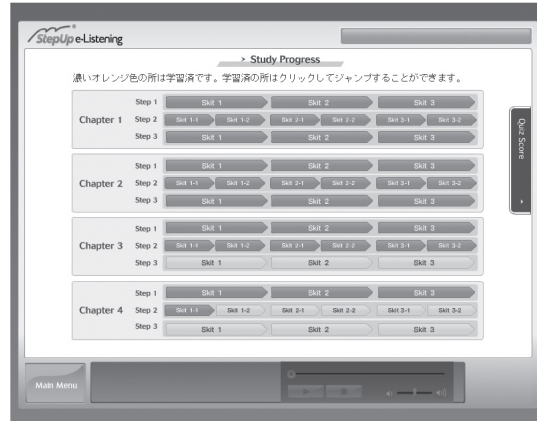 StepUp e-Listening
> Study Progress
濃いオレンジ色の所は学習済です。学習済の所はクリックしてジャンプすることができます。
Chapter 1
Step 1 Skit 1 Skit 2 Skit 3
Step 2 Skit 1-1 Skit 1-2 Skit 2-1 Skit 2-2 Skit 3-1 Skit 3-2
Step 3 Skit 1 Skit 2 Skit 3
Chapter 2
Step 1 Skit 1 Skit 2 Skit 3
Step 2 Skit 1-1 Skit 1-2 Skit 2-1 Skit 2-2 Skit 3-1 Skit 3-2
Step 3 Skit 1 Skit 2 Skit 3
Chapter 3
Step 1 Skit 1 Skit 2 Skit 3
Step 2 Skit 1-1 Skit 1-2 Skit 2-1 Skit 2-2 Skit 3-1 Skit 3-2
Step 3 Skit 1 Skit 2 Skit 3
Chapter 4
Step 1 Skit 1 Skit 2 Skit 3
Step 2 Skit 1-1 Skit 1-2 Skit 2-1 Skit 2-2 Skit 3-1 Skit 3-2
Step 3 Skit 1 Skit 2 Skit 3
Quiz Score
Main Menu